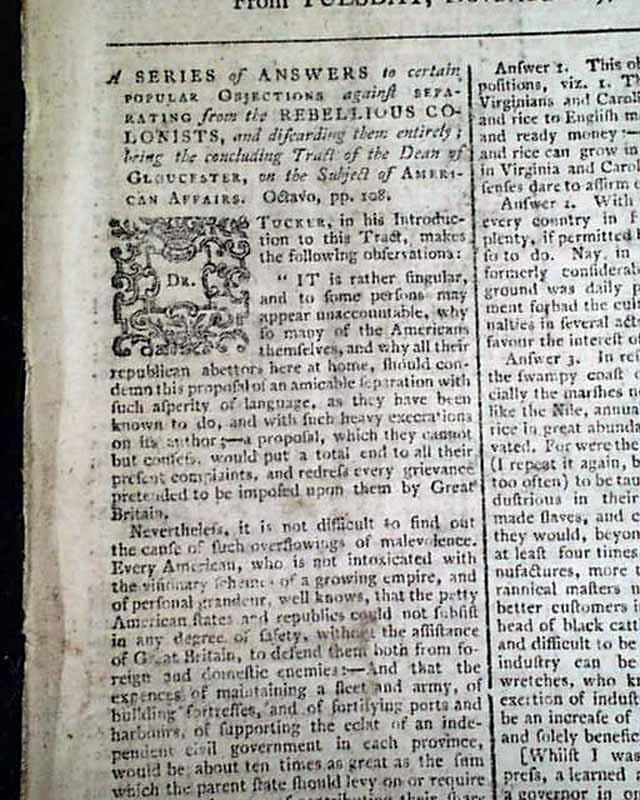 From TUESDAY,
A SERIES of ANSWERS to certain
POPULAR OBJECTIONS againſt SEPA-
RATING from the REBELLIOUS CO-
LONISTS, and diſcarding them entirely;
being the concluding Tract of the Dean of
GLOUCESTER, on the Subject of AMERI-
CAN AFFAIRS. Octavo, pp. 108.
DR. TUCKER, in his Introduc-
tion to this Tract, makes
the following obſervations:
" IT is rather ſingular,
and to ſome perſons may
appear unaccountable, why
ſo many of the Americans
themſelves, and why all their
republican abettors here at home, ſhould con-
demn this propoſal of an amicable ſeparation with
ſuch aſperity of language, as they have been
known to do, and with ſuch heavy execrations
on its author;—a propoſal, which they cannot
but confeſs, would put a total end to all their
preſent complaints, and redreſs every grievance
pretended to be impoſed upon them by Great
Britain.
Nevertheleſs, it is not difficult to find out
the cauſe of ſuch overflowings of malevolence.
Every American, who is not intoxicated with
the viſionary ſchemes of a growing empire, and
of perſonal grandeur, well knows, that the petty
American ſtates and republics could not ſubſiſt
in any degree of ſafety, without the aſſiſtance
of Great Britain, to defend them both from fo-
reign and domeſtic enemies:—And that the
expences of maintaining a fleet and army, of
building fortreſſes, and of fortifying ports and
harbours, of ſupporting the eclat of an inde-
pendent civil government in each province,
would be about ten times as great as the ſum
which the parent ſtate ſhould levy on or require
of contributing their ſhare
Answer 1. This
poſitions, viz. 1. T
Virginians and
and rice to Engliſh
and ready money:—
and rice can grow in
in Virginia and
ſenſes dare to affirm
Anſwer 2. With
every country in
plenty, if permitted
ſo to do. Nay, in
formerly
ground was daily
ment forbad the
nalties in ſeveral
favour the intereſt of
Anſwer 3. In
the ſwampy coaſt
cially the marſhes
like the Nile,
rice in great
vated. For were the
(I repeat it again,
too often) to be
duſtrious in their
made ſlaves, and
they would,
at leaſt four times
nufactures, more
rannical maſters
better cuſtomers
head of black
and difficult to be
induſtry can be
wretches, who
exertion of
be an increaſe of
and ſolely
[Whilſt I was
preſs, a learned
a governor in